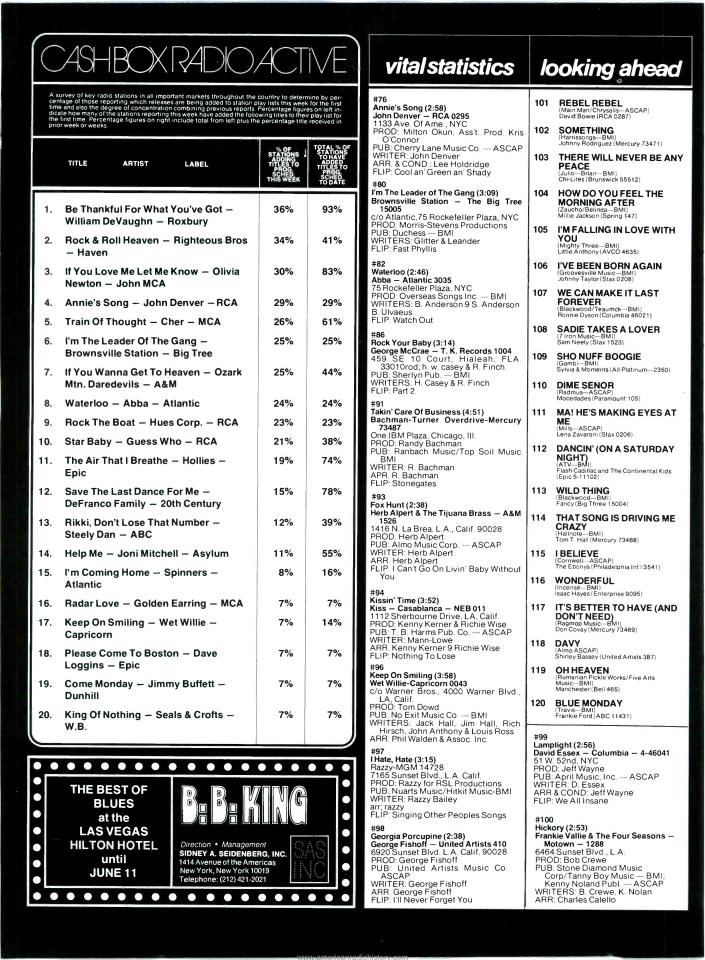 CASH BOX RADIO ACTIVE
A survey of key radio stations in all important markets throughout the country to determine by per-
centage of those reporting which releases are being added to station play lists this week for the first
time and also the degree of concentration combining previous reports. Percentage figures on left in-
dicate how many of the stations reporting this week have added the following titles to their play list for
the first time. Percentage figures on right include total from left plus the percentage title received in
prior week or weeks.
TITLE ARTIST LABEL
% OF
STATIONS
ADDING
TITLES TO
PROG.
SCHED.
THIS WEEK
TOTAL % OF
STATIONS
TO HAVE
ADDED
TITLES TO
PROG.
SCHED.
TO DATE
1. Be Thankful For What You've Got — 36% 93%
William DeVaughn — Roxbury
2. Rock & Roll Heaven — Righteous Bros 34% 41%
— Haven
3. If You Love Me Let Me Know — Olivia 30% 83%
Newton — John MCA
4. Annie's Song — John Denver — RCA 29% 29%
5. Train Of Thought — Cher — MCA 26% 61%
6. I'm The Leader Of The Gang — 25% 25%
Brownsville Station — Big Tree
7. If You Wanna Get To Heaven — Ozark 25% 44%
Mtn. Daredevils — A&M
8. Waterloo — Abba — Atlantic 24% 24%
9. Rock The Boat — Hues Corp. — RCA 23% 23%
10. Star Baby — Guess Who — RCA 21% 38%
11. The Air That I Breathe — Hollies — 19% 74%
Epic
12. Save The Last Dance For Me — 15% 78%
DeFranco Family — 20th Century
13. Rikki, Don't Lose That Number — 12% 39%
Steely Dan — ABC
14. Help Me — Joni Mitchell — Asylum 11% 55%
15. I'm Coming Home — Spinners — 8% 16%
Atlantic
16. Radar Love — Golden Earring — MCA 7% 7%
17. Keep On Smiling — Wet Willie — 7% 14%
Capricorn
18. Please Come To Boston — Dave 7% 7%
Loggins — Epic
19. Come Monday — Jimmy Buffett — 7% 7%
Dunhill
20. King Of Nothing — Seals & Crofts — 7% 7%
W.B.
THE BEST OF
BLUES
at the
LAS VEGAS
HILTON HOTEL
until
JUNE 11
B.B. KING
Direction • Management
SIDNEY A. SEIDENBERG, INC.
1414 Avenue of the Americas
New York, New York 10019
Telephone: (212) 421-2021
SAS
INC
vital statistics
#76
Annie's Song (2:58)
John Denver — RCA 0295
1133 Ave. Of Ame., NYC
PROD: Milton Okun, Ass't. Prod. Kris
O'Connor
PUB: Cherry Lane Music Co. — ASCAP
WRITER: John Denver
ARR. & COND.: Lee Holdridge
FLIP: Cool an' Green an' Shady
#80
I'm The Leader of The Gang (3:09)
Brownsville Station — The Big Tree
15005
c/o Atlantic, 75 Rockefeller Plaza, NYC
PROD: Morris-Stevens Productions
PUB: Duchess — BMI
WRITERS: Glitter & Leander
FLIP: Fast Phyllis
#82
Waterloo (2:46)
Abba — Atlantic 3035
75 Rockefeller Plaza, NYC
PROD: Overseas Songs Inc. — BMI
WRITERS: B. Anderson 9 S. Anderson
B. Ulvaeus
FLIP: Watch Out
#86
Rock Your Baby (3:14)
George McCrae — T. K. Records 1004
459 SE 10 Court, Hialeah, FLA.
33010rod; h. w. casey & R. Finch
PUB: Sherlyn Pub. — BMI
WRITERS: H. Casey & R. Finch
FLIP: Part 2
#91
Takin' Care Of Business (4:51)
Bachman-Turner Overdrive-Mercury
73487
One IBM Plaza, Chicago, Ill.
PROD: Randy Bachman
PUB: Ranbach Music/Top Soil Music
BMI
WRITER: R. Bachman
APR. R. Bachman
FLIP: Stonegates
#93
Fox Hunt (2:38)
Herb Alpert & The Tijuana Brass — A&M
1526
1416 N. La Brea, L.A., Calif. 90028
PROD: Herb Alpert
PUB: Almo Music Corp. — ASCAP
WRITER: Herb Alpert
ARR. Herb Alpert
FLIP. I Can't Go On Livin' Baby Without
You
#94
Kissin' Time (3:52)
Kiss — Casablanca — NEB 011
1112 Sherbourne Drive, LA, Calif.
PROD: Kenny Kerner & Richie Wise
PUB: T. B. Harms Pub. Co. — ASCAP
WRITER: Mann-Lowe
ARR. Kenny Kerner 9 Richie Wise
FLIP: Nothing To Lose
#96
Keep On Smiling (3:58)
Wet Willie-Capricorn 0043
c/o Warner Bros., 4000 Warner Blvd.,
LA, Calif.
PROD: Tom Dowd
PUB: No Exit Music Co. — BMI
WRITERS: Jack Hall, Jim Hall, Rich
Hirsch, John Anthony & Louis Ross
ARR: Phil Walden & Assoc. Inc.
#97
I Hate, Hate (3:15)
Razzy-MGM 14728
7165 Sunset Blvd., L.A. Calif.
PROD: Razzy for RSL Productions
PUB: Nuarts Music/Hitkit Music-BMI
WRITER: Razzy Bailey
arr; razzy
FLIP: Singing Other Peoples Songs
#98
Georgia Porcupine (2:38)
George Fishoff — United Artists 410
6920 Sunset Blvd. L.A. Calif, 90028
PROD: George Fishoff
PUB: United Artists Music Co.
ASCAP
WRITER: George Fishoff
ARR. George Fishoff
FLIP: I'll Never Forget You
looking ahead
101 REBEL REBEL
(Main Man/Chrysalis—ASCAP)
David Bowie (RCA 0287)
102 SOMETHING
(Harrisongs—BMI)
Johnny Rodriguez (Mercury 73471)
103 THERE WILL NEVER BE ANY
PEACE
(Julio—Brian—BMI)
Chi-Lites (Brunswick 55512)
104 HOW DO YOU FEEL THE
MORNING AFTER
(Zaucho/Belinda—BMI)
Millie Jackson (Spring 147)
105 I'M FALLING IN LOVE WITH
YOU
(Mighty Three—BMI)
Little Anthony (AVCO 4635)
106 I'VE BEEN BORN AGAIN
(Groovesville Music—BMI)
Johnny Taylor (Stax 0208)
107 WE CAN MAKE IT LAST
FOREVER
(Blackwood/Teaumck—BMI)
Ronnie Dyson (Columbia 46021)
108 SADIE TAKES A LOVER
(7 Iron Music—BMI)
Sam Neely (Stax 1523)
109 SHO NUFF BOOGIE
(Gambi—BMI)
Sylvia & Moments (All Platinum—2350)
110 DIME SENOR
(Radmus—ASCAP)
Mocedades (Paramount 105)
111 MA! HE'S MAKING EYES AT
ME
(Mills—ASCAP)
Lena Zavaroni (Stax 0206)
112 DANCIN' (ON A SATURDAY
NIGHT)
(ATV—BMI)
Flash Cadillac and The Continental Kids
(Epic 5-11102)
113 WILD THING
(Blackwood—BMI)
Fancy (Big Three 15004)
114 THAT SONG IS DRIVING ME
CRAZY
(Hallnote—BMI)
Tom T. Hall (Mercury 73488)
115 I BELIEVE
(Cornwell—ASCAP)
The Ebonys (Philadelphia Int'l 3541)
116 WONDERFUL
(Incense—BMI)
Isaac Hayes (Enterprise 9095)
117 IT'S BETTER TO HAVE (AND
DON'T NEED)
(Ragmop Music—BMI)
Don Covay (Mercury 73469)
118 DAVY
(Almo ASCAP)
Shirley Bassey (United Artists 387)
119 OH HEAVEN
(Rumanian Pickle Works/Five Arts
Music—BMI)
Manchester (Bell 465)
120 BLUE MONDAY
(Travis—BMI)
Frankie Ford (ABC 11431)
#99
Lamplight (2:56)
David Essex — Columbia — 4-46041
51 W. 52nd, NYC
PROD: Jeff Wayne
PUB: April Music, Inc. — ASCAP
WRITER: D. Essex
ARR & COND: Jeff Wayne
FLIP: We All Insane
#100
Hickory (2:53)
Frankie Vallie & The Four Seasons —
Motown — 1288
6464 Sunset Blvd., L.A.
PROD: Bob Crewe
PUB: Stone Diamond Music
Corp/Tanny Boy Music — BMI,
Kenny Noland Publ. — ASCAP
WRITERS: B. Crewe, K. Nolan
ARR: Charles Calello
www.americanradiohistory.com